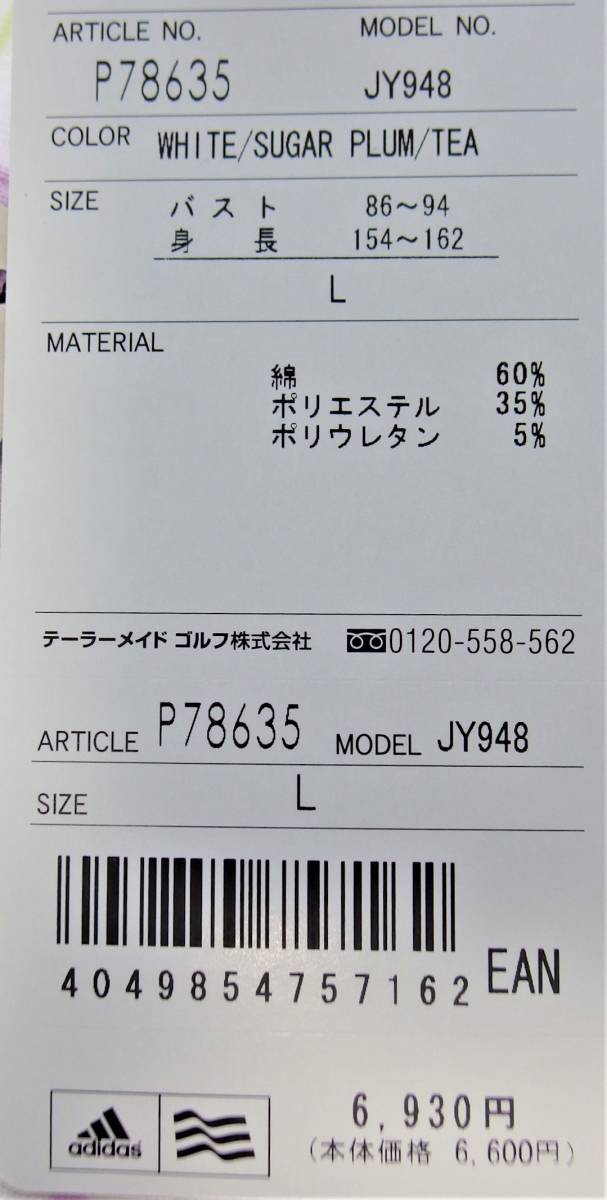 ARTICLE NO. MODEL NO.
P78635 JY948
COLOR WHITE/SUGAR PLUM/TEA
SIZE バスト 86～94
身長 154～162
L
MATERIAL
綿 60%
ポリエステル 35%
ポリウレタン 5%
テーラーメイド ゴルフ株式会社 0120-558-562
ARTICLE P78635 MODEL JY948
SIZE L
4049854757162 EAN
adidas 6,930円
(本体価格 6,600円)